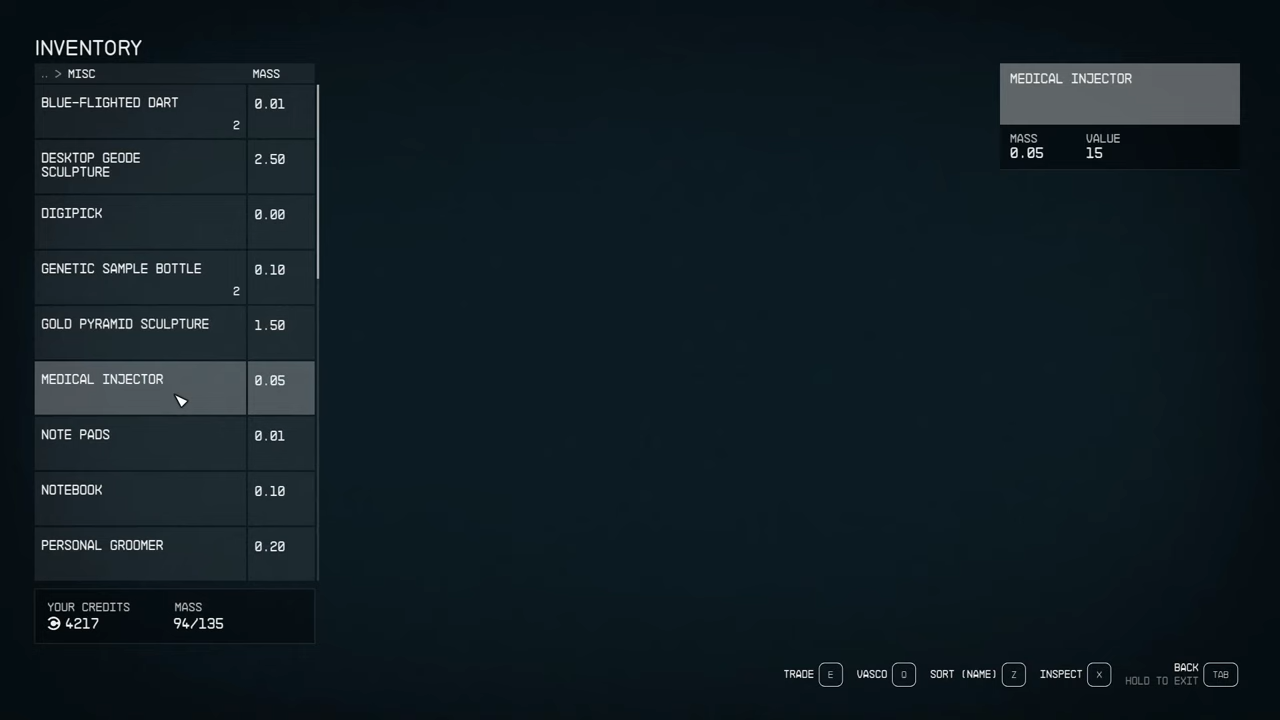 INVENTORY
.. > MISC MASS
BLUE-FLIGHTED DART 0.01
2
DESKTOP GEODE
SCULPTURE 2.50
DIGIPICK 0.00
GENETIC SAMPLE BOTTLE 0.10
2
GOLD PYRAMID SCULPTURE 1.50
MEDICAL INJECTOR 0.05
NOTE PADS 0.01
NOTEBOOK 0.10
PERSONAL GROOMER 0.20
YOUR CREDITS MASS
4217 94/135
MEDICAL INJECTOR
MASS VALUE
0.05 15
TRADE E VASCO Q SORT (NAME) Z INSPECT X BACK TAB
HOLD TO EXIT